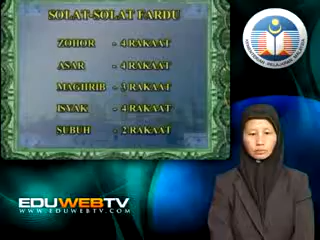 SOLAT-SOLAT FARDU
ZOHOR - 4 RAKAAT
ASAR - 4 RAKAAT
MAGHRIB - 3 RAKAAT
ISYAK - 4 RAKAAT
SUBUH - 2 RAKAAT
EDUWEBTV
WWW.EDUWEBTV.COM